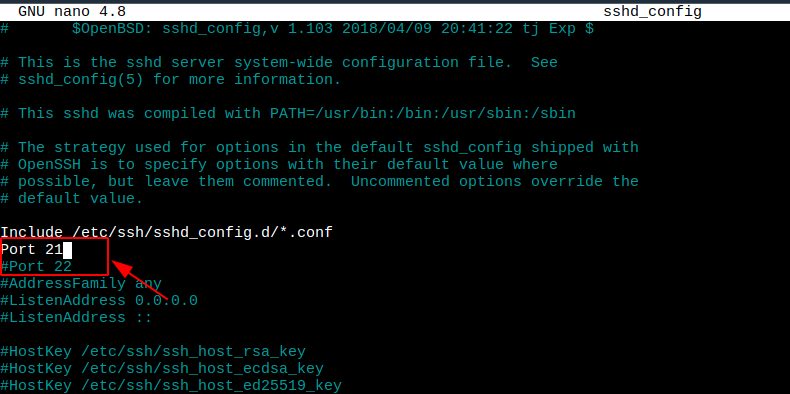 GNU nano 4.8 sshd_config
# $OpenBSD: sshd_config,v 1.103 2018/04/09 20:41:22 tj Exp $
# This is the sshd server system-wide configuration file. See
# sshd_config(5) for more information.
# This sshd was compiled with PATH=/usr/bin:/bin:/usr/sbin:/sbin
# The strategy used for options in the default sshd_config shipped with
# OpenSSH is to specify options with their default value where
# possible, but leave them commented. Uncommented options override the
# default value.
Include /etc/ssh/sshd_config.d/*.conf
Port 21
#Port 22
#AddressFamily any
#ListenAddress 0.0.0.0
#ListenAddress ::
#HostKey /etc/ssh/ssh_host_rsa_key
#HostKey /etc/ssh/ssh_host_ecdsa_key
#HostKey /etc/ssh/ssh_host_ed25519_key